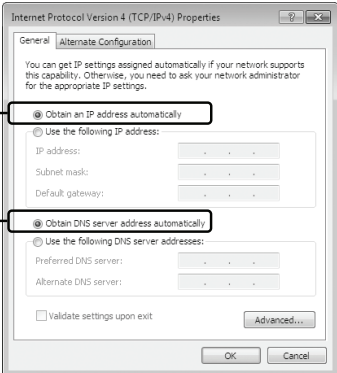 Internet Protocol Version 4 (TCP/IPv4) Properties
General Alternate Configuration
You can get IP settings assigned automatically if your network supports
this capability. Otherwise, you need to ask your network administrator
for the appropriate IP settings.
Obtain an IP address automatically
Use the following IP address:
IP address:
Subnet mask:
Default gateway:
Obtain DNS server address automatically
Use the following DNS server addresses:
Preferred DNS server:
Alternate DNS server:
Validate settings upon exit
Advanced...
OK Cancel